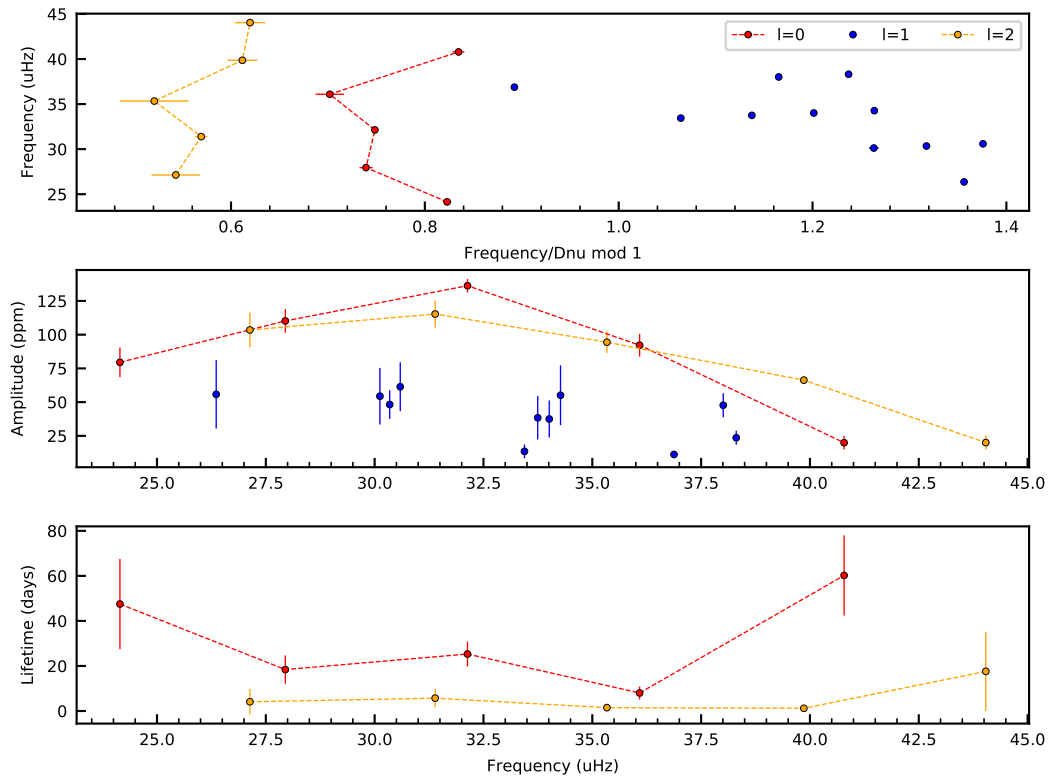 45
40
35
30
25
Frequency (uHz)
l=0 l=1 l=2
0.6 0.8 1.0 1.2 1.4
Frequency/Dnu mod 1
125
100
75
50
25
Amplitude (ppm)
25.0 27.5 30.0 32.5 35.0 37.5 40.0 42.5 45.0
80
60
40
20
0
Lifetime (days)
25.0 27.5 30.0 32.5 35.0 37.5 40.0 42.5 45.0
Frequency (uHz)